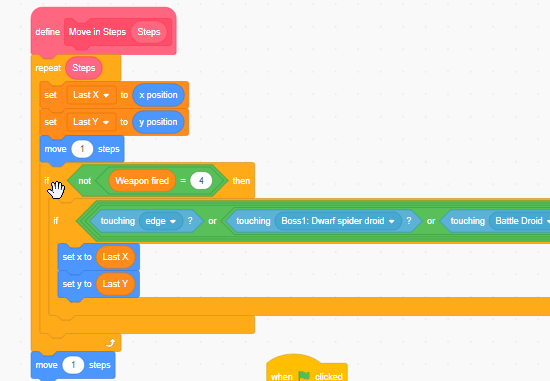 define Move in Steps Steps
repeat Steps
set Last X to x position
set Last Y to y position
move 1 steps
if not Weapon fired = 4 then
if touching edge ? or touching Boss1: Dwarf spider droid ? or touching Battle Droid
set x to Last X
set y to Last Y
move 1 steps
when clicked